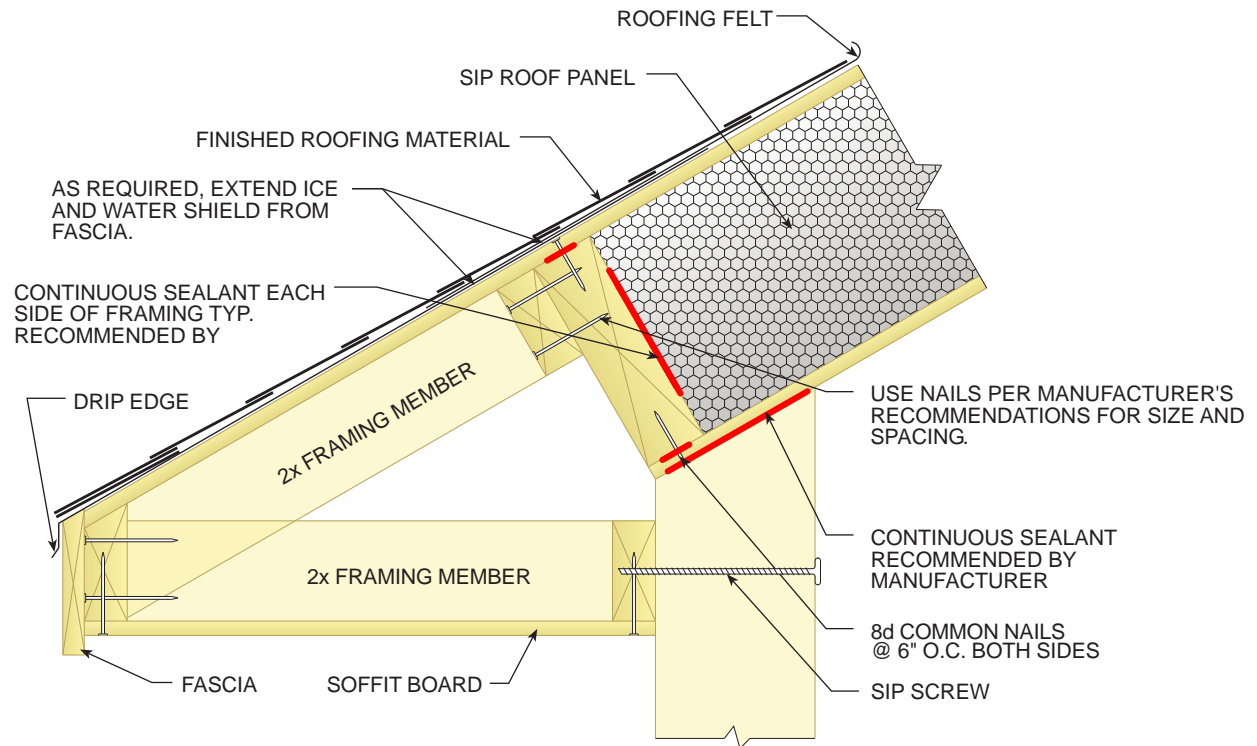 ROOFING FELT
SIP ROOF PANEL
FINISHED ROOFING MATERIAL
AS REQUIRED, EXTEND ICE
AND WATER SHIELD FROM
FASCIA.
CONTINUOUS SEALANT EACH
SIDE OF FRAMING TYP.
RECOMMENDED BY
DRIP EDGE
2x FRAMING MEMBER
USE NAILS PER MANUFACTURER'S
RECOMMENDATIONS FOR SIZE AND
SPACING.
2x FRAMING MEMBER
CONTINUOUS SEALANT
RECOMMENDED BY
MANUFACTURER
8d COMMON NAILS
@ 6" O.C. BOTH SIDES
FASCIA
SOFFIT BOARD
SIP SCREW